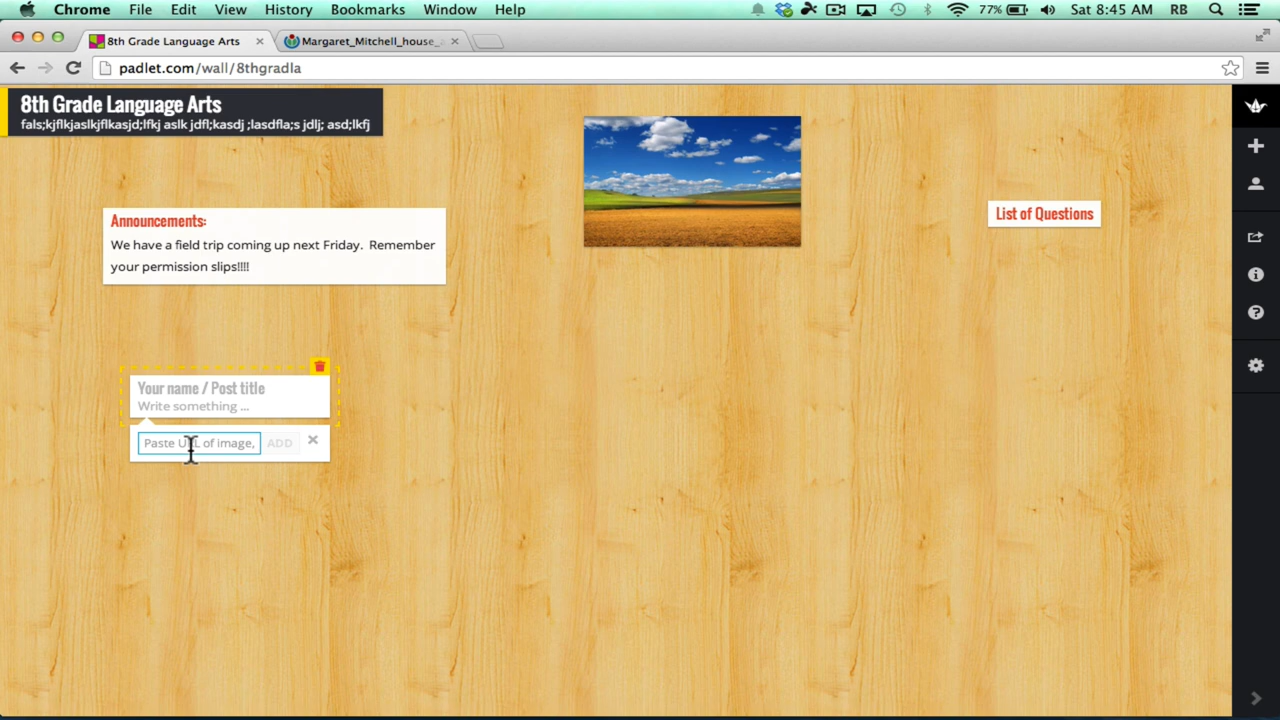 Chrome File Edit View History Bookmarks Window Help 77% Sat 8:45 AM RB
8th Grade Language Arts Margaret_Mitchell_house_
padlet.com/wall/8thgradla
8th Grade Language Arts
fals;kjflkjaslkjflkasjd;lfkj aslk jdfl;kasdj ;lasdfla;s jdlj; asd;lkfj
Announcements:
We have a field trip coming up next Friday. Remember
your permission slips!!!!
List of Questions
Your name / Post title
Write something ...
Paste URL of image, ADD